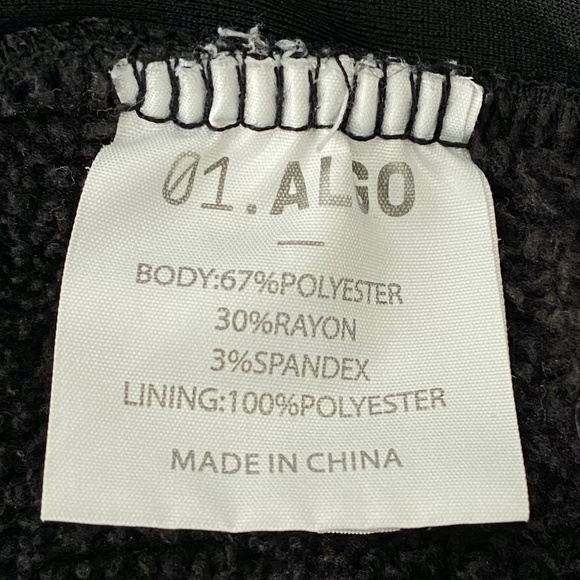 01.ALGO
BODY:67%POLYESTER
30%RAYON
3%SPANDEX
LINING:100%POLYESTER
MADE IN CHINA